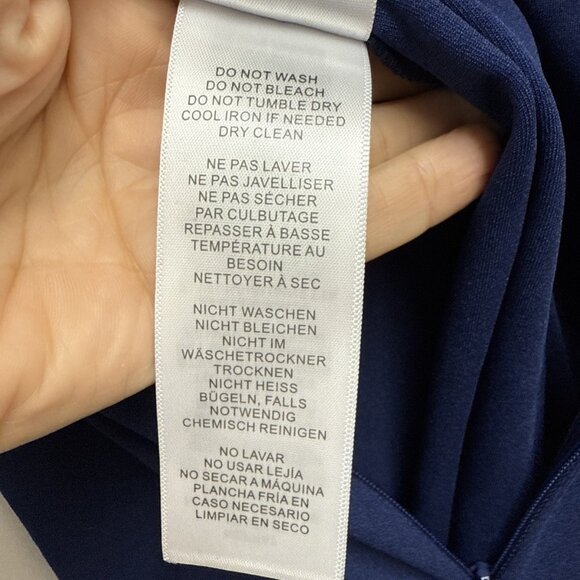 DO NOT WASH
DO NOT BLEACH
DO NOT TUMBLE DRY
COOL IRON IF NEEDED
DRY CLEAN
NE PAS LAVER
NE PAS JAVELLISER
NE PAS SÉCHER
PAR CULBUTAGE
REPASSER À BASSE
TEMPÉRATURE AU
BESOIN
NETTOYER À SEC
NICHT WASCHEN
NICHT BLEICHEN
NICHT IM
WÄSCHETROCKNER
TROCKNEN
NICHT HEISS
BÜGELN, FALLS
NOTWENDIG
CHEMISCH REINIGEN
NO LAVAR
NO USAR LEJÍA
NO SECAR A MÁQUINA
PLANCHA FRÍA EN
CASO NECESARIO
LIMPIAR EN SECO